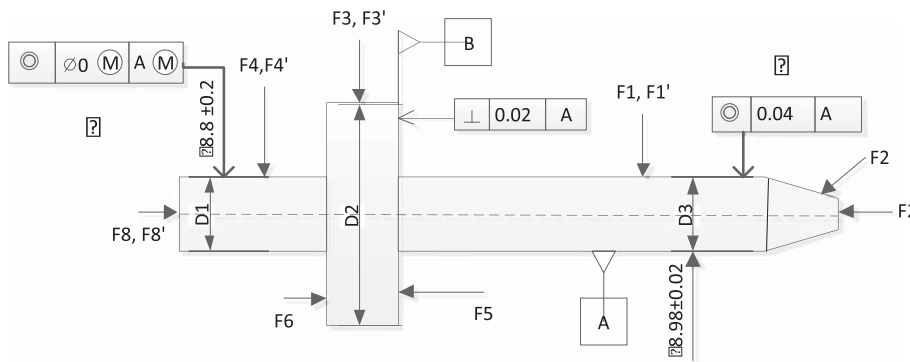 F3, F3'
B
◎ ⌀0 Ⓜ A Ⓜ
F4,F4'
8.8 ±0.2
⊥ 0.02 A
F1, F1'
◎ 0.04 A
F2
D1
D2
D3
F8, F8'
F6
F5
A
8.98±0.02